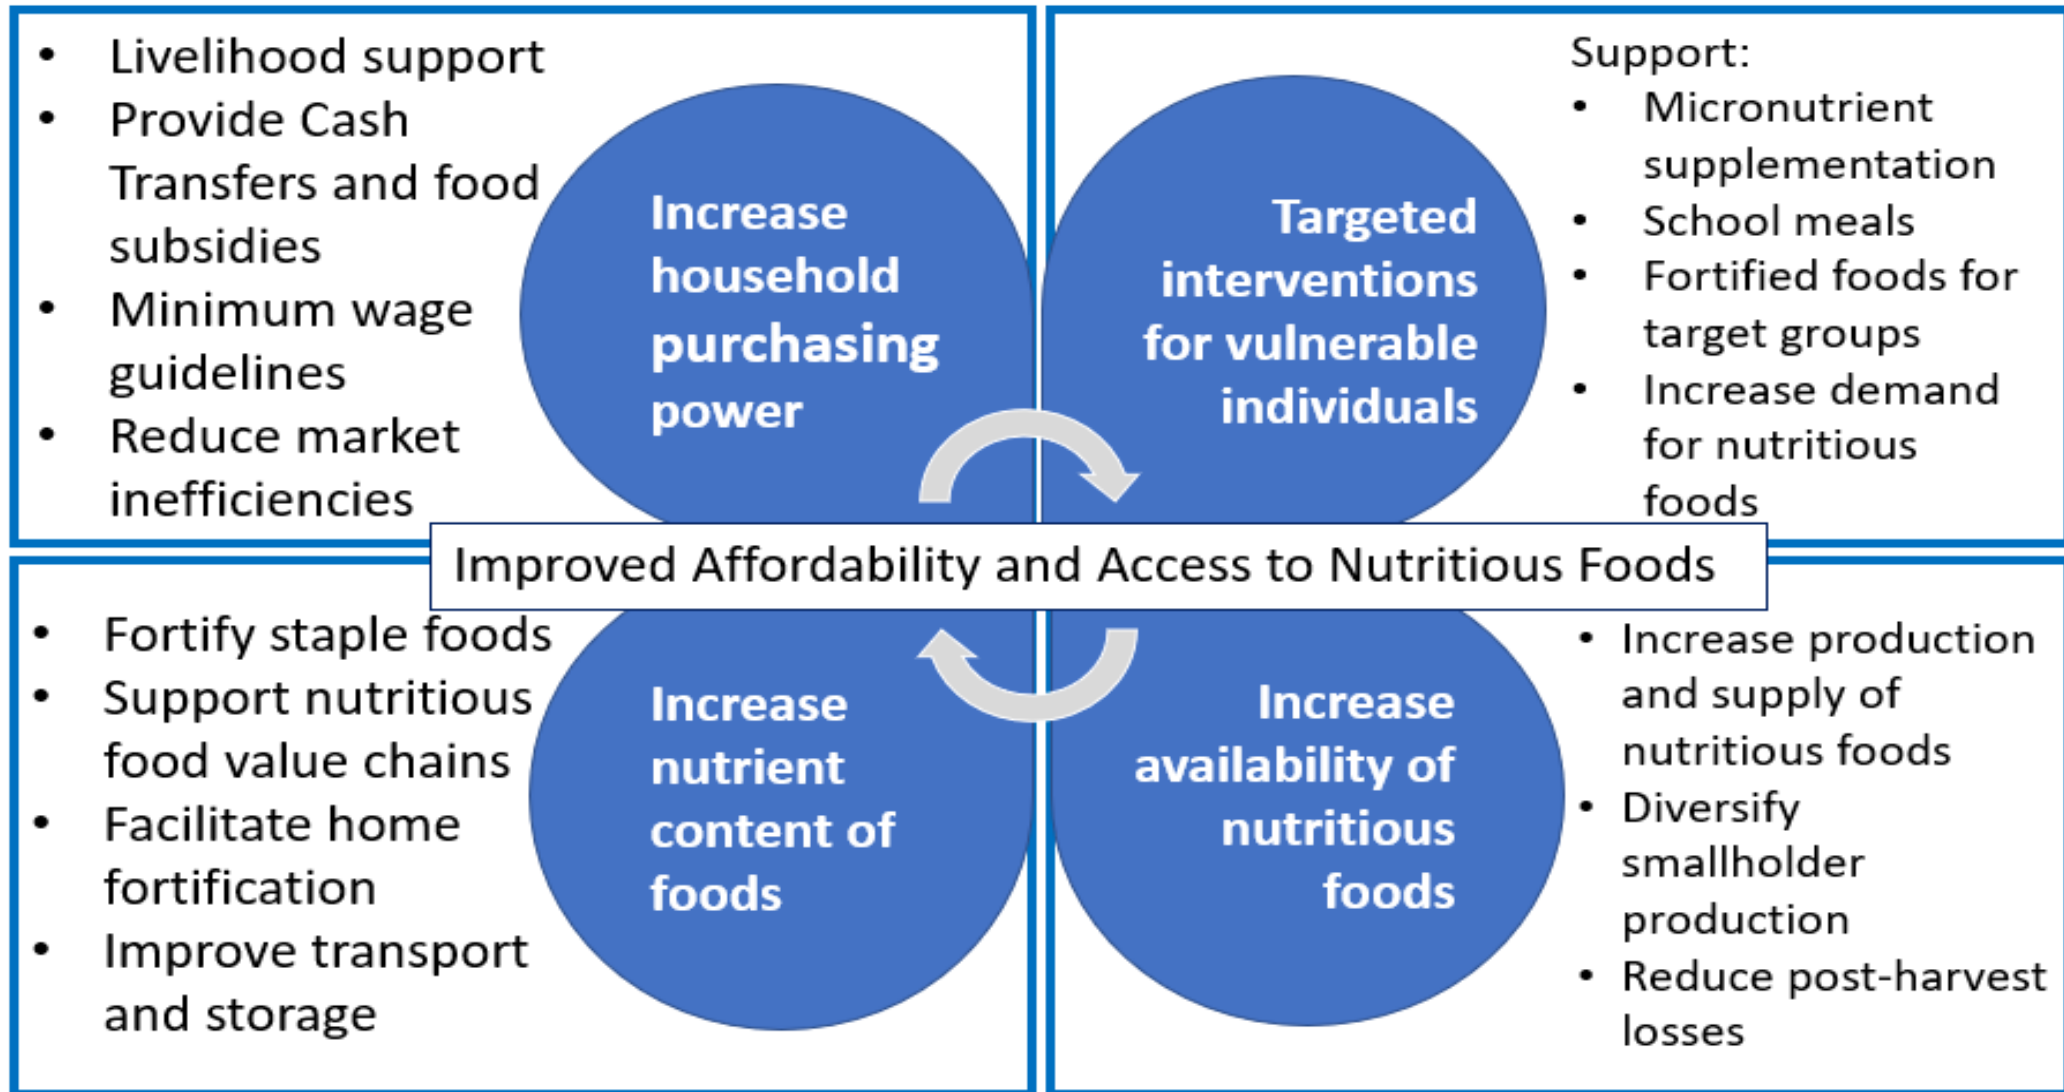 • Livelihood support
• Provide Cash
Transfers and food
subsidies
• Minimum wage
guidelines
• Reduce market
inefficiencies
Increase
household
purchasing
power
Targeted
interventions
for vulnerable
individuals
Support:
• Micronutrient
supplementation
• School meals
• Fortified foods for
target groups
• Increase demand
for nutritious
foods
Improved Affordability and Access to Nutritious Foods
• Fortify staple foods
• Support nutritious
food value chains
• Facilitate home
fortification
• Improve transport
and storage
Increase
nutrient
content of
foods
Increase
availability of
nutritious
foods
• Increase production
and supply of
nutritious foods
• Diversify
smallholder
production
• Reduce post-harvest
losses